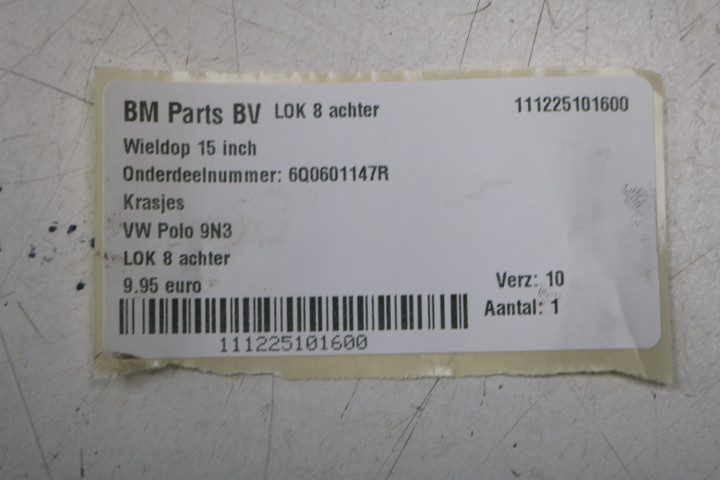 BM Parts BV LOK 8 achter 111225101600
Wieldop 15 inch
Onderdeelnummer: 6Q0601147R
Krasjes
VW Polo 9N3
LOK 8 achter
9.95 euro Verz: 10
Aantal: 1
111225101600